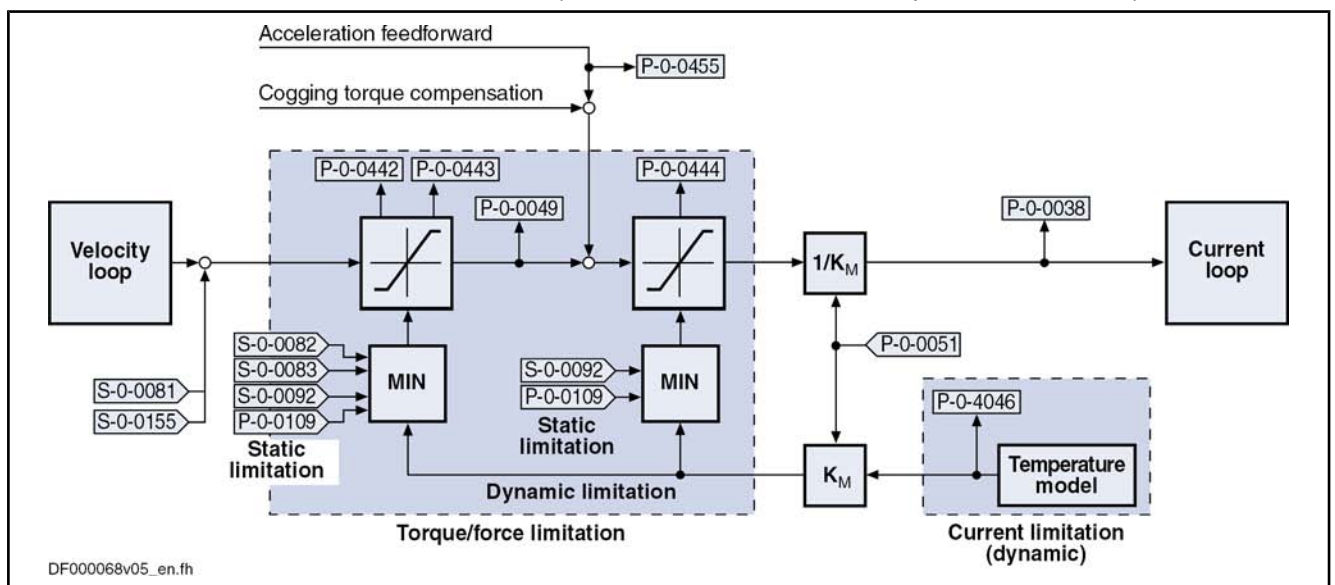 Acceleration feedforward
P-0-0455
Cogging torque compensation
P-0-0442
P-0-0443
P-0-0444
P-0-0049
P-0-0038
Velocity
loop
1/KM
Current
loop
S-0-0082
S-0-0083
S-0-0092
P-0-0109
MIN
S-0-0092
P-0-0109
MIN
P-0-0051
S-0-0081
S-0-0155
Static
limitation
Static
limitation
P-0-4046
KM
Temperature
model
Dynamic limitation
Torque/force limitation
Current limitation
(dynamic)
DF000068v05_en.fh